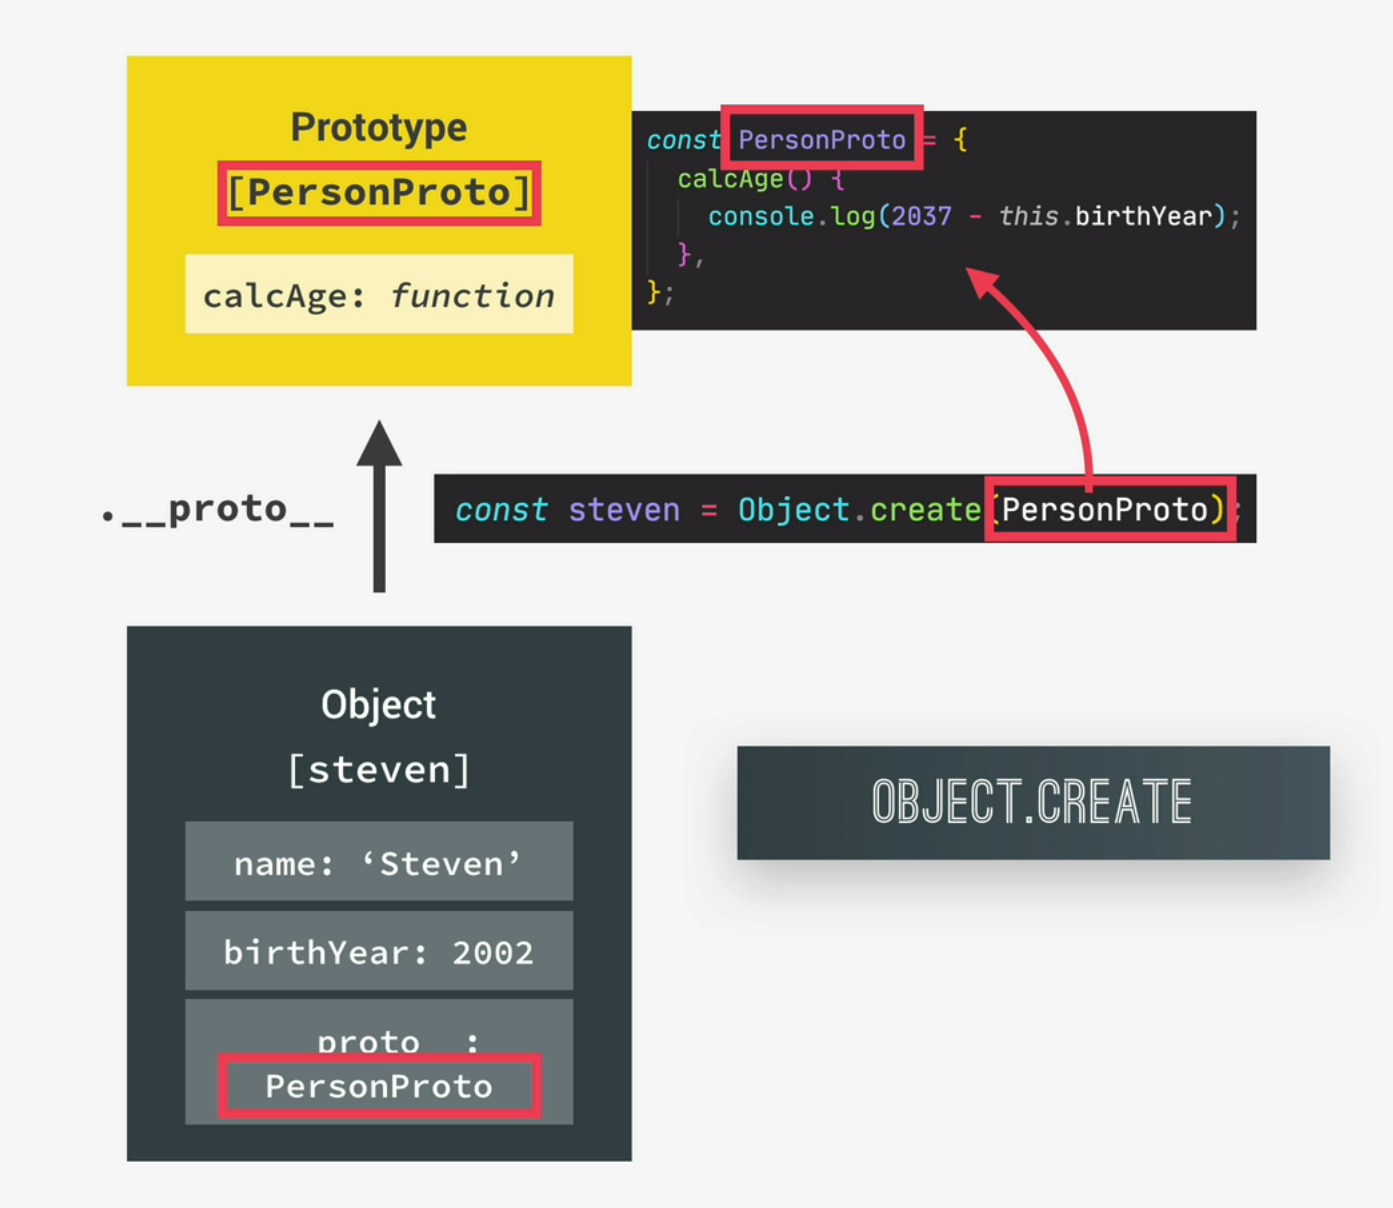 Prototype
[PersonProto]
calcAge: function
const PersonProto = {
calcAge() {
console.log(2037 - this.birthYear);
},
};
.__proto__
const steven = Object.create(PersonProto);
Object
[steven]
name: ‘Steven’
birthYear: 2002
proto :
PersonProto
OBJECT.CREATE